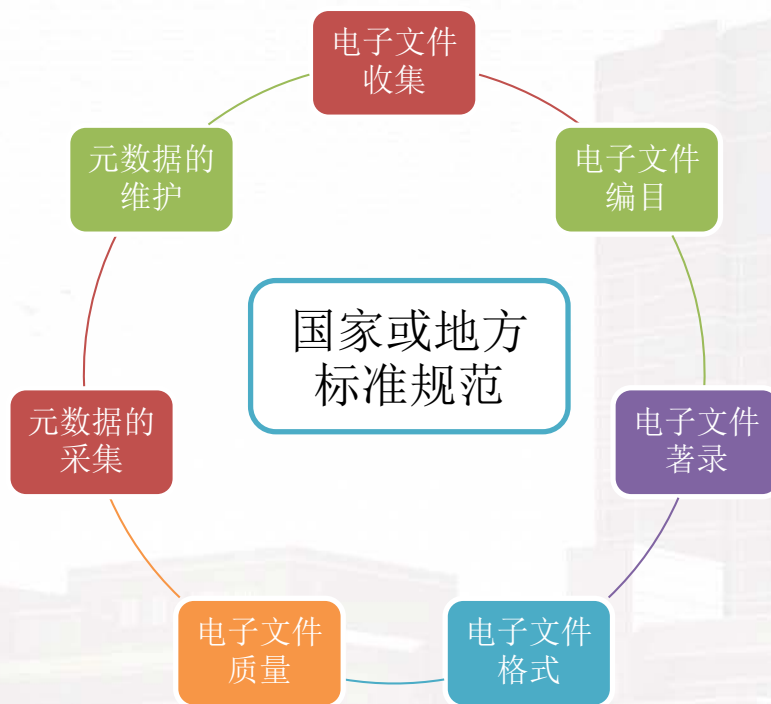 电子文件
收集
电子文件
编目
电子文件
著录
电子文件
格式
电子文件
质量
元数据的
采集
元数据的
维护
国家或地方
标准规范